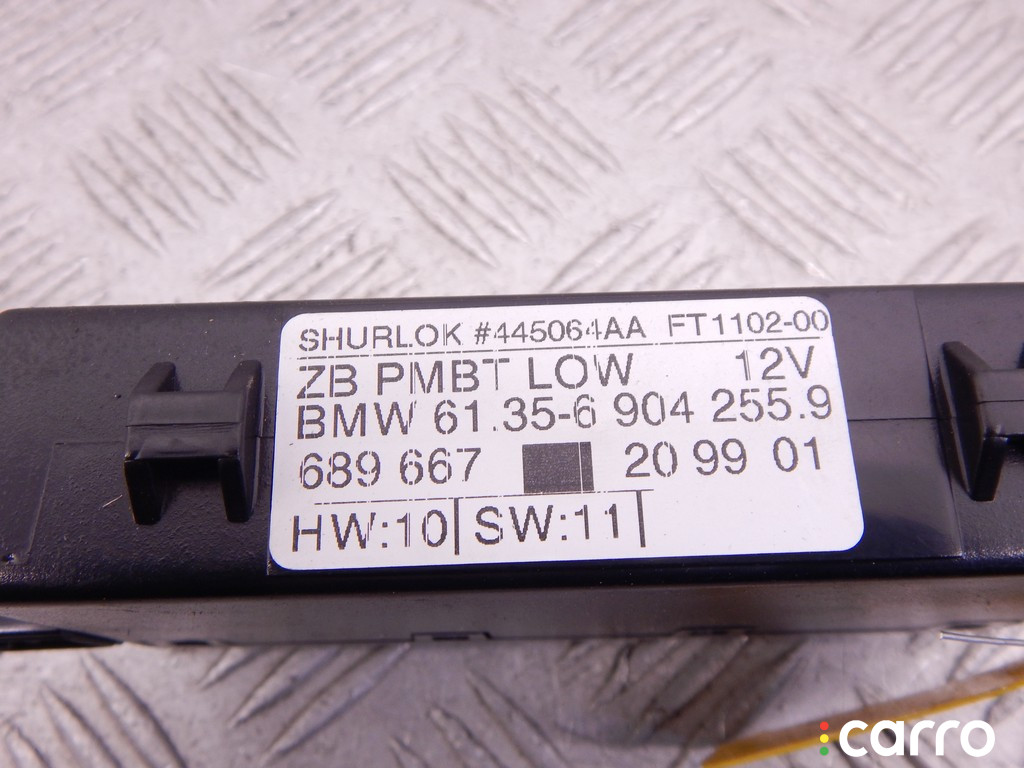 SHURLOK #445064AA FT1102-00
ZB PMBT LOW 12V
BMW 61.35-6 904 255.9
689 667 20 99 01
HW:10 SW:11
carro